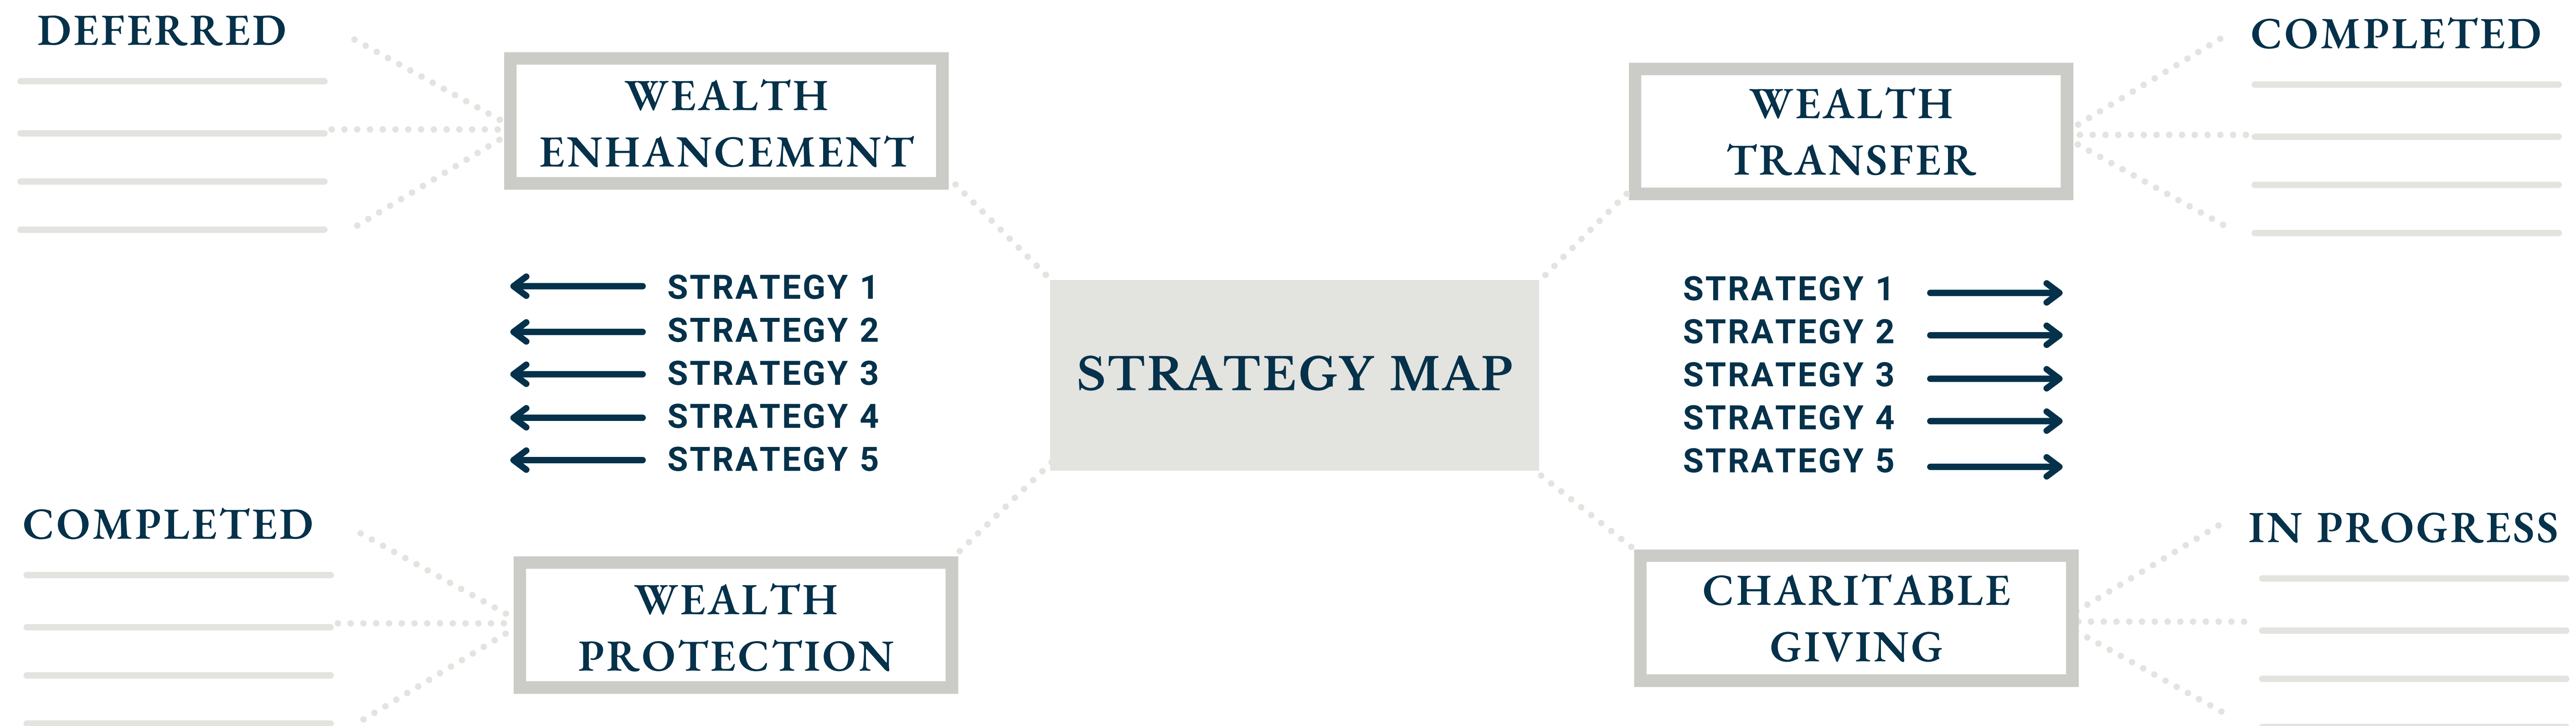 DEFERRED
WEALTH
ENHANCEMENT
STRATEGY 1
STRATEGY 2
STRATEGY 3
STRATEGY 4
STRATEGY 5
COMPLETED
WEALTH
PROTECTION
STRATEGY MAP
WEALTH
TRANSFER
COMPLETED
STRATEGY 1
STRATEGY 2
STRATEGY 3
STRATEGY 4
STRATEGY 5
CHARITABLE
GIVING
IN PROGRESS